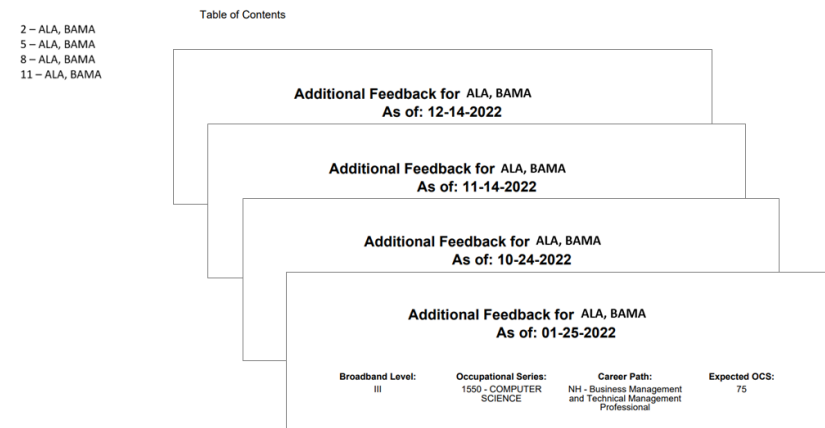 Table of Contents
2 – ALA, BAMA
5 – ALA, BAMA
8 – ALA, BAMA
11 – ALA, BAMA
Additional Feedback for ALA, BAMA
As of: 12-14-2022
Additional Feedback for ALA, BAMA
As of: 11-14-2022
Additional Feedback for ALA, BAMA
As of: 10-24-2022
Additional Feedback for ALA, BAMA
As of: 01-25-2022
Broadband Level: Occupational Series: Career Path: Expected OCS:
III 1550 - COMPUTER NH - Business Management 75
SCIENCE and Technical Management
Professional